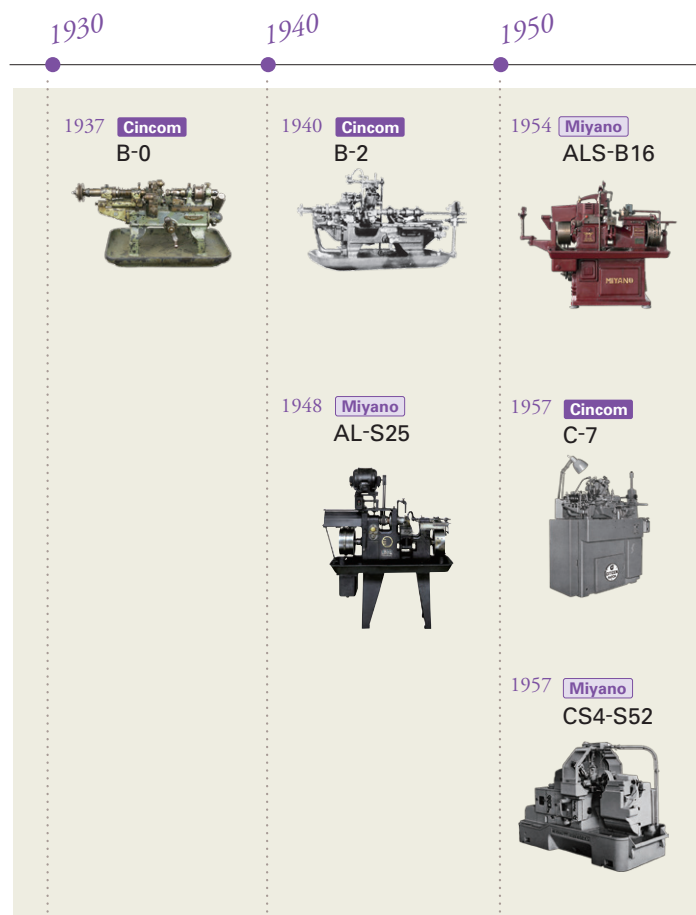 1930
1940
1950
1937 Cincom
B-0
1940 Cincom
B-2
1954 Miyano
ALS-B16
MIYANO
1948 Miyano
AL-S25
1957 Cincom
C-7
1957 Miyano
CS4-S52